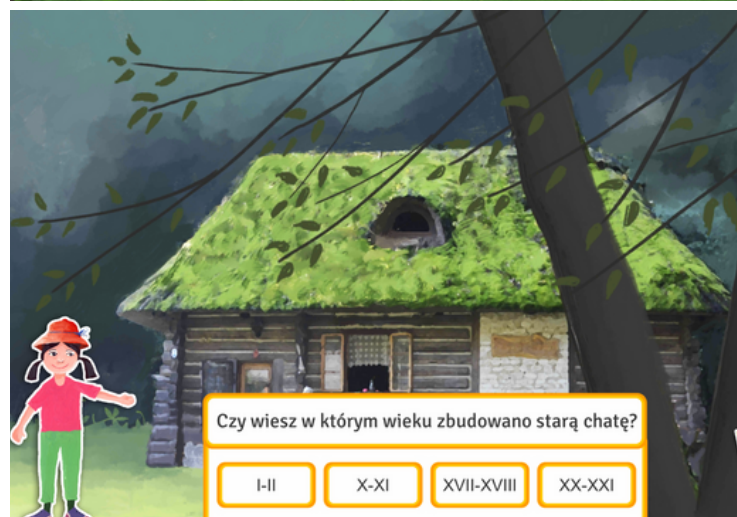 Czy wiesz w którym wieku zbudowano starą chatę?
I-II
X-XI
XVII-XVIII
XX-XXI